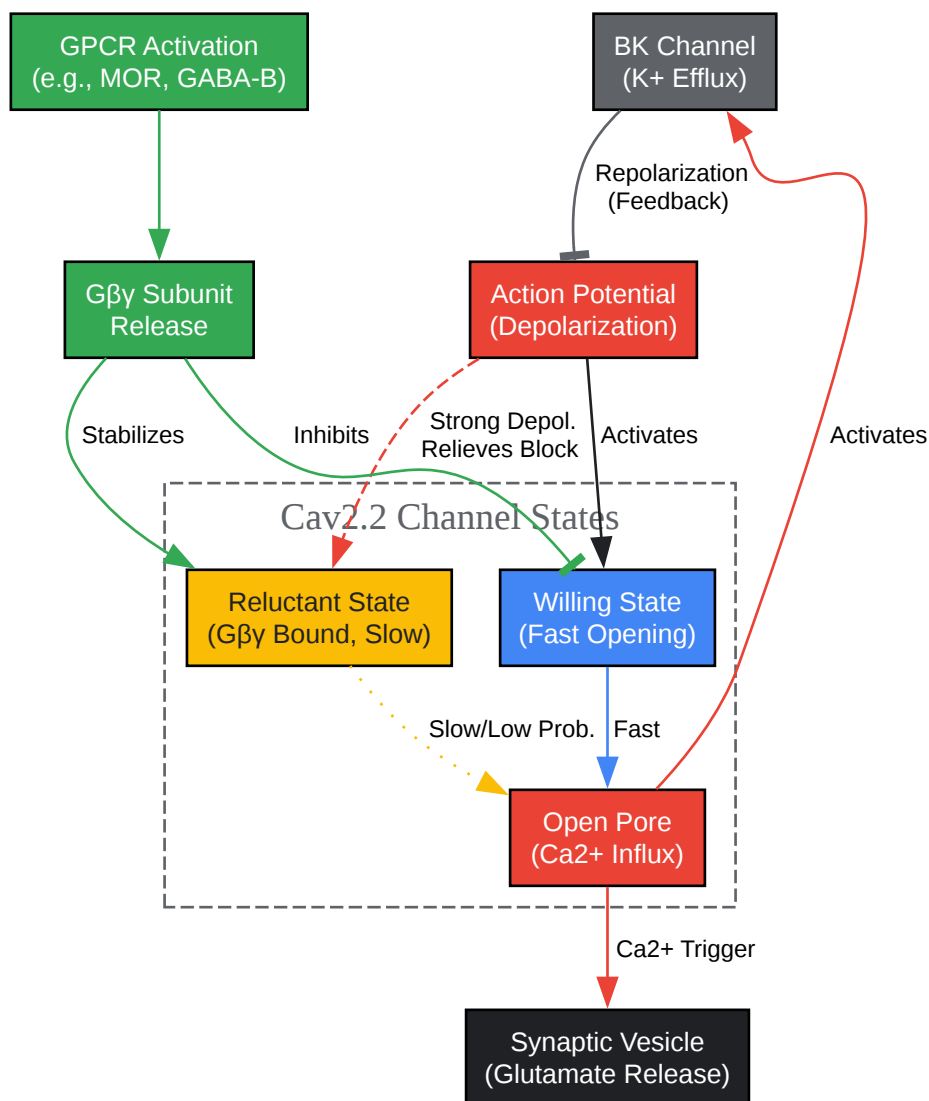 GPCR Activation
(e.g., MOR, GABA-B)
BK Channel
(K+ Efflux)
Repolarization
(Feedback)
Gβγ Subunit
Release
Action Potential
(Depolarization)
Stabilizes
Inhibits
Strong Depol.
Relieves Block
Activates
Activates
Cav2.2 Channel States
Reluctant State
(Gβγ Bound, Slow)
Willing State
(Fast Opening)
Slow/Low Prob.
Fast
Open Pore
(Ca2+ Influx)
Ca2+ Trigger
Synaptic Vesicle
(Glutamate Release)